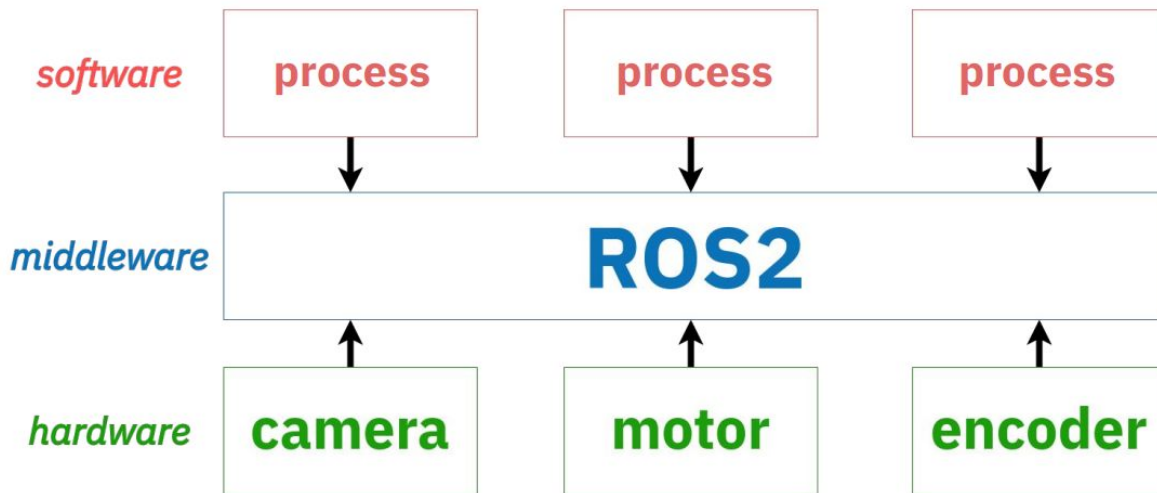 software process process process
middleware ROS2
hardware camera motor encoder